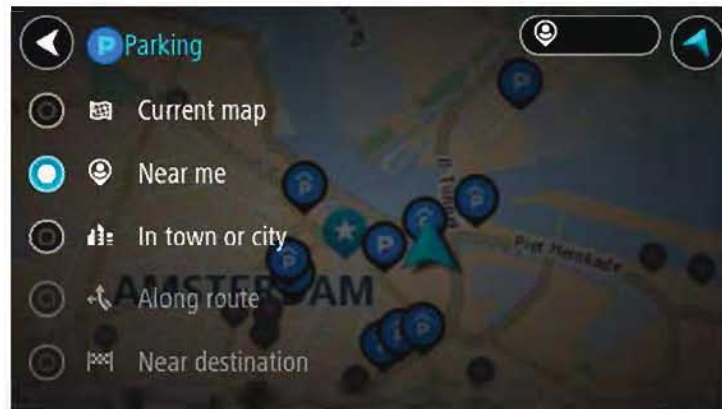 P Parking
Current map
Near me
In town or city
Along route
Near destination
AMSTERDAM
Piet Heinkade